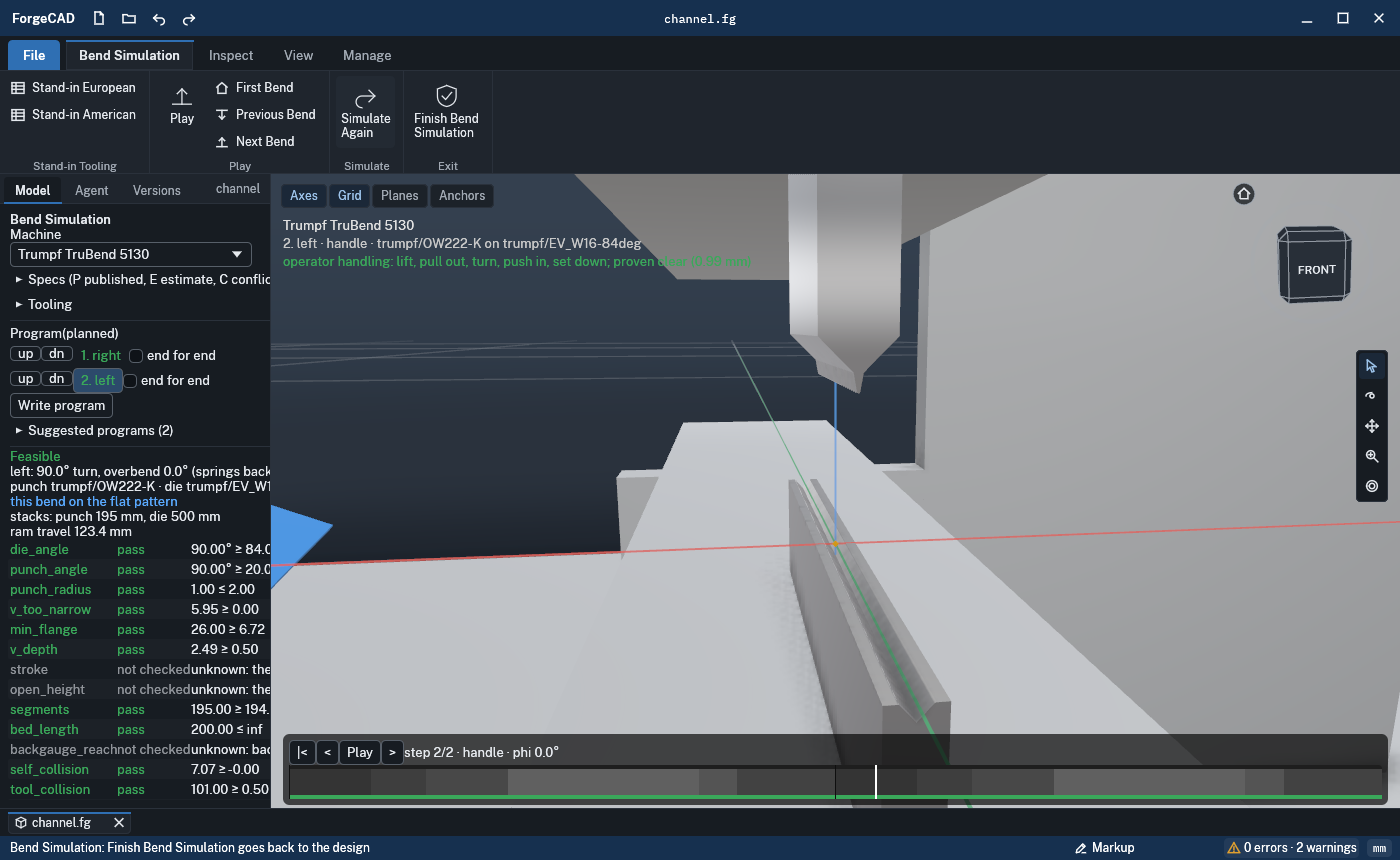 ForgeCAD
channel.fg
File
Bend Simulation
Inspect
View
Manage
Stand-in European
Stand-in American
Stand-in Tooling
Play
First Bend
Previous Bend
Next Bend
Play
Simulate
Again
Simulate
Finish Bend
Simulation
Exit
Model
Agent
Versions
channel
Bend Simulation
Machine
Trumpf TruBend 5130
Specs (P published, E estimate, C conflic
Tooling
Program(planned)
up dn 1. right end for end
up dn 2. left end for end
Write program
Suggested programs (2)
Feasible
left: 90.0° turn, overbend 0.0° (springs back
punch trumpf/OW222-K · die trumpf/EV_W1
this bend on the flat pattern
stacks: punch 195 mm, die 500 mm
ram travel 123.4 mm
die_angle pass 90.00° ≥ 84.0
punch_angle pass 90.00° ≥ 20.0
punch_radius pass 1.00 ≤ 2.00
v_too_narrow pass 5.95 ≥ 0.00
min_flange pass 26.00 ≥ 6.72
v_depth pass 2.49 ≥ 0.50
stroke not checked unknown: the
open_height not checked unknown: the
segments pass 195.00 ≥ 194.
bed_length pass 200.00 ≤ inf
backgauge_reach not checked unknown: bac
self_collision pass 7.07 ≥ -0.00
tool_collision pass 101.00 ≥ 0.50
Axes
Grid
Planes
Anchors
Trumpf TruBend 5130
2. left · handle · trumpf/OW222-K on trumpf/EV_W16-84deg
operator handling: lift, pull out, turn, push in, set down; proven
FRONT
|< < Play > step 2/2 · handle · phi 0.0°
channel.fg
Bend Simulation: Finish Bend Simulation goes back to the design
Markup
0 errors · 2 warnings
mm